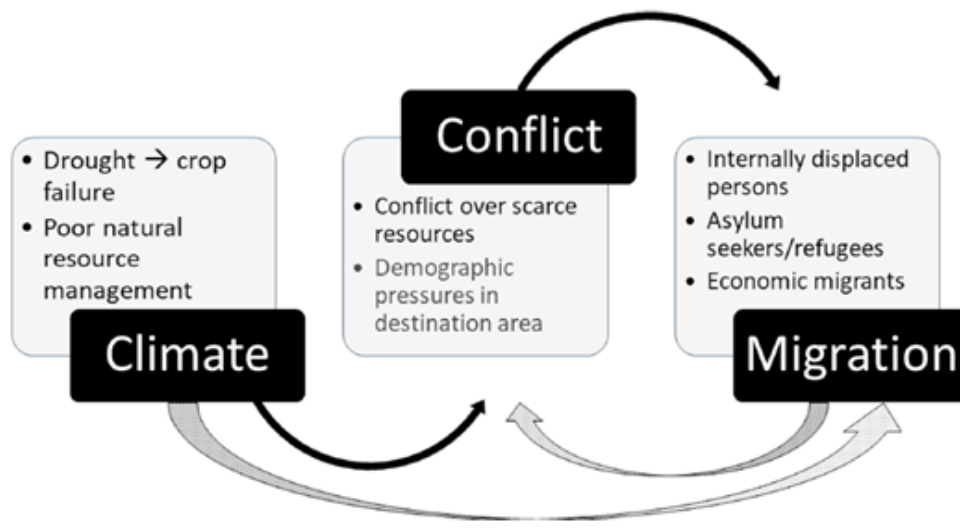 • Drought → crop
failure
• Poor natural
resource
management
Climate
Conflict
• Conflict over scarce
resources
• Demographic
pressures in
destination area
• Internally displaced
persons
• Asylum
seekers/refugees
• Economic migrants
Migration